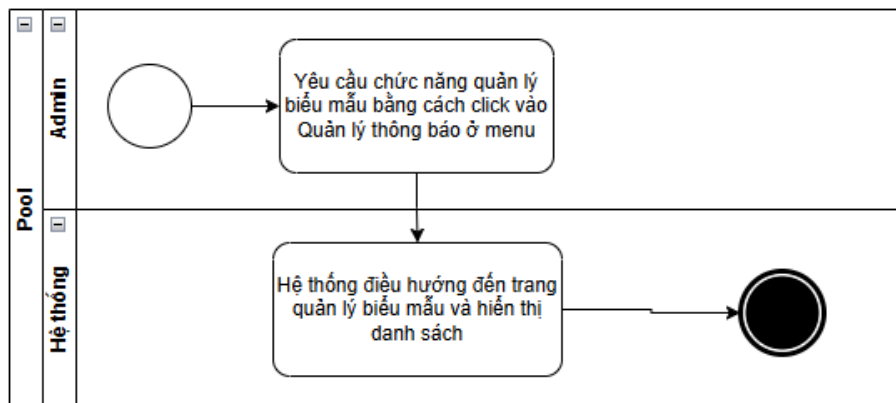 Pool
Admin
Yêu cầu chức năng quản lý
biểu mẫu bằng cách click vào
Quản lý thông báo ở menu
Hệ thống
Hệ thống điều hướng đến trang
quản lý biểu mẫu và hiển thị
danh sách